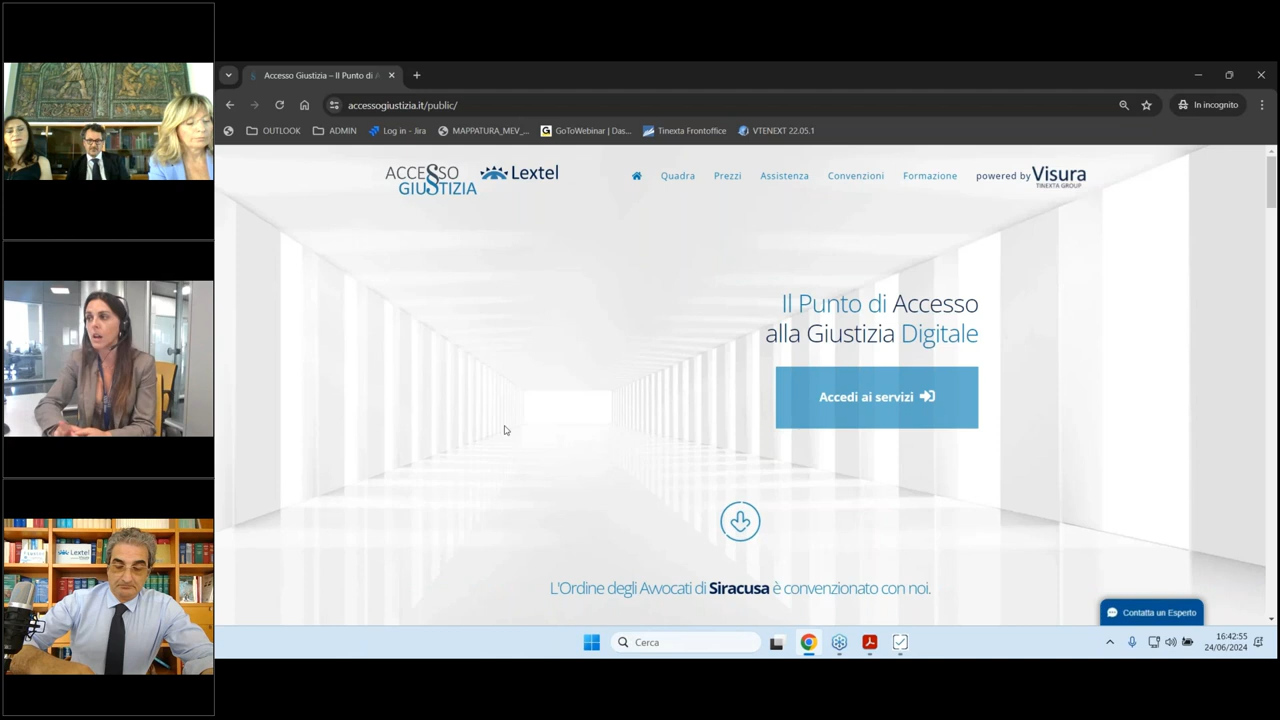 Accesso Giustizia – Il Punto di A
accessogiustizia.it/public/
In incognito
OUTLOOK
ADMIN
Log in - Jira
MAPPATURA_MEV_...
GoToWebinar | Das...
Tinexta Frontoffice
VTENEXT 22.05.1
ACCESSO
GIUSTIZIA
Lextel
Quadra
Prezzi
Assistenza
Convenzioni
Formazione
powered by Visura
TINEXTA GROUP
Il Punto di Accesso
alla Giustizia Digitale
Accedi ai servizi
L'Ordine degli Avvocati di Siracusa è convenzionato con noi.
Contatta un Esperto
Lextel
Cerca
16:42:55
24/06/2024